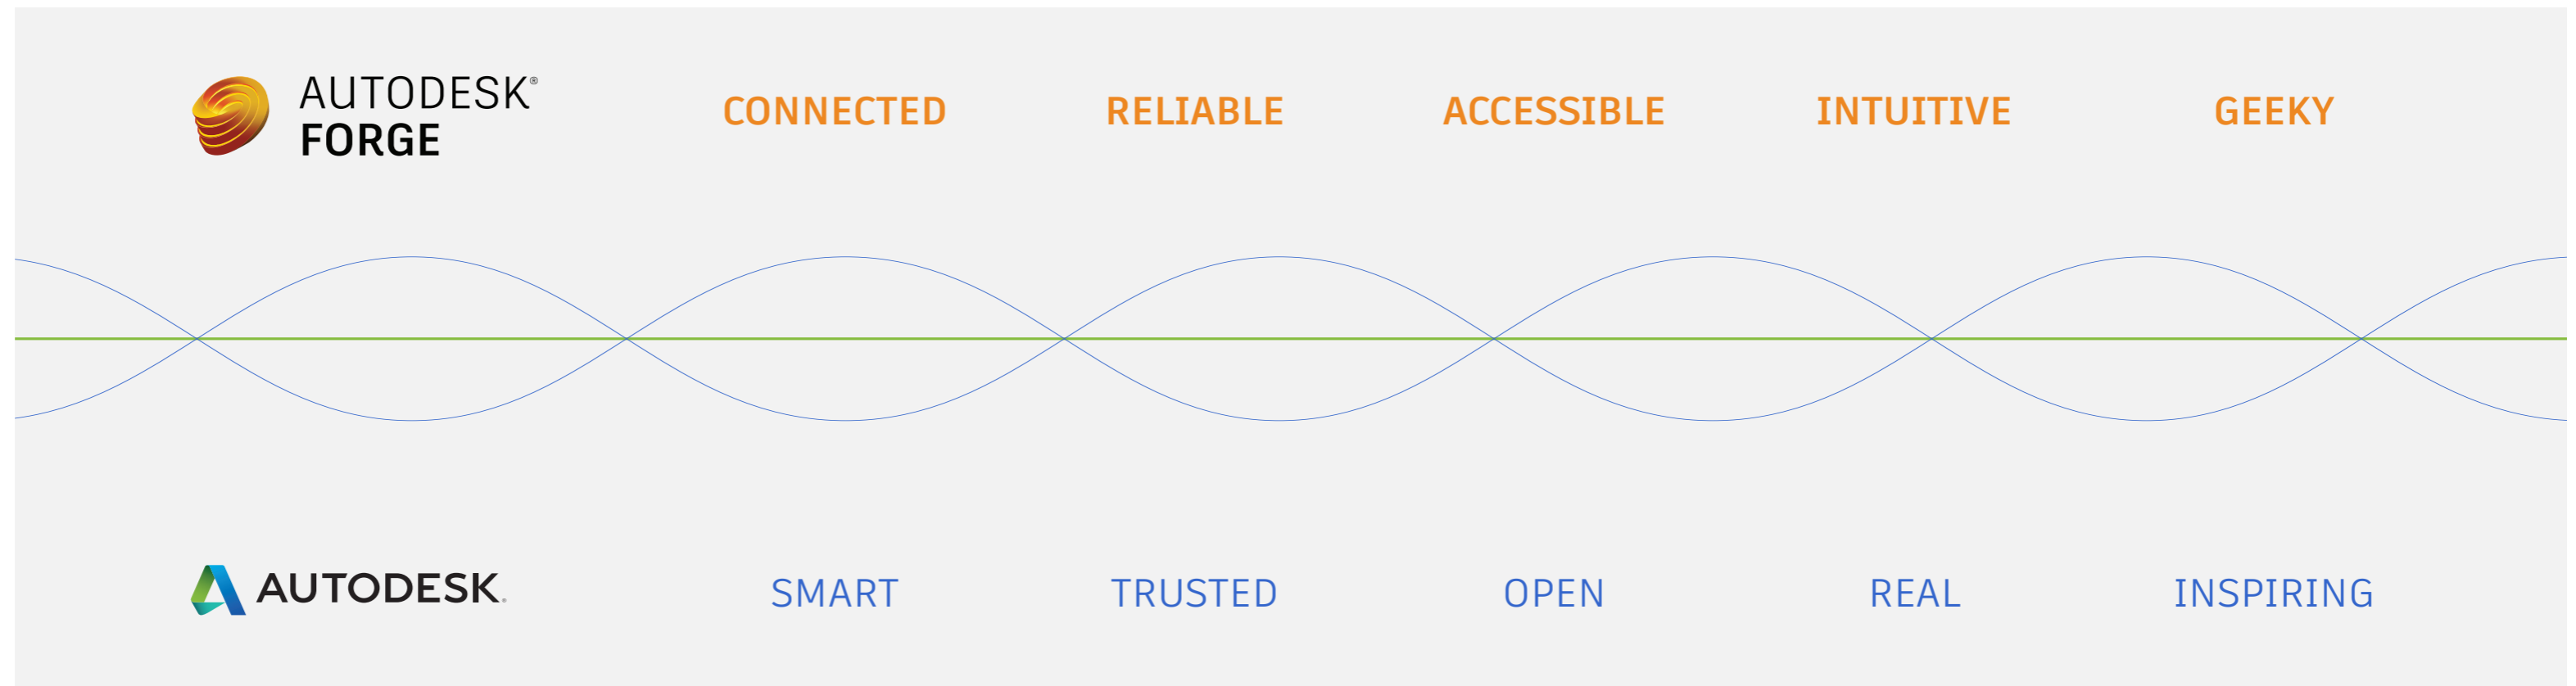 AUTODESK®
FORGE
CONNECTED RELIABLE ACCESSIBLE INTUITIVE GEEKY
AUTODESK. SMART TRUSTED OPEN REAL INSPIRING